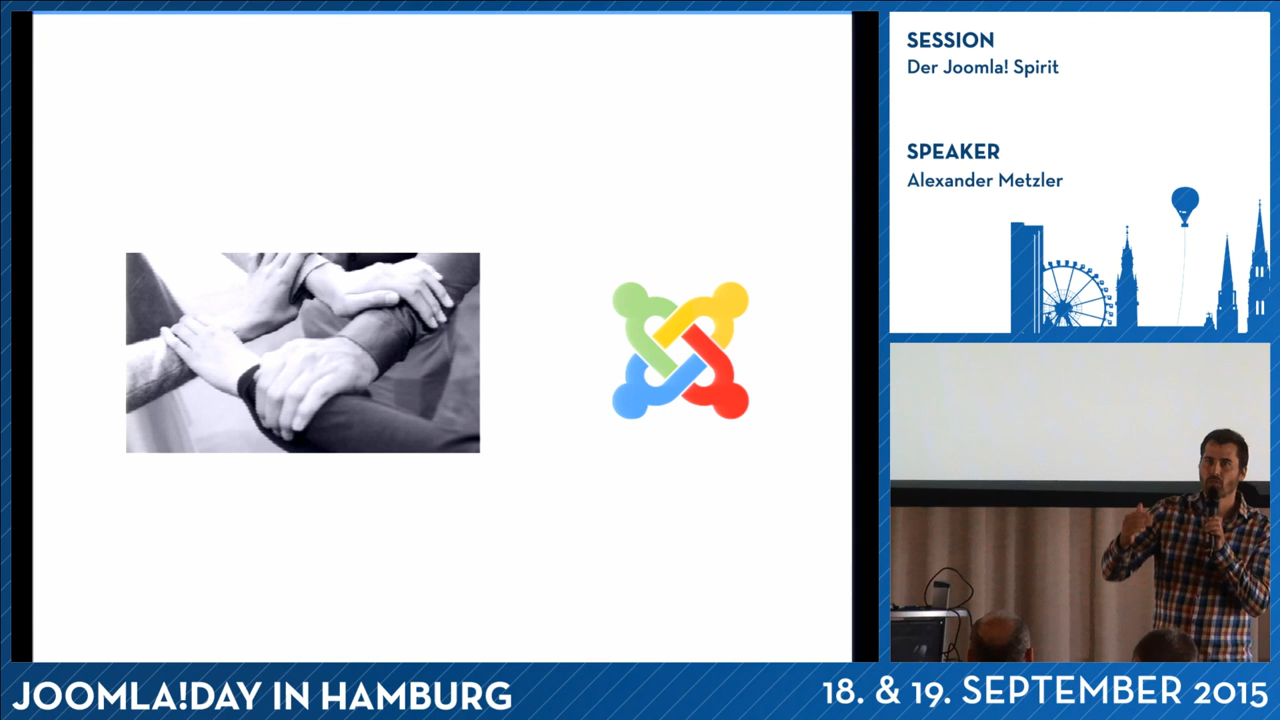 SESSION
Der Joomla! Spirit
SPEAKER
Alexander Metzler
JOOMLA!DAY IN HAMBURG
18. & 19. SEPTEMBER 2015